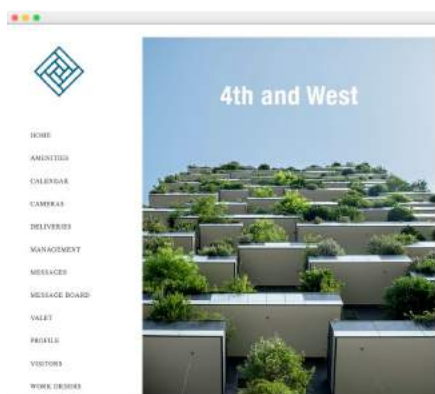 4th and West
HOME
AMENITIES
CALENDAR
CAMERAS
DELIVERIES
MANAGEMENT
MESSAGES
MESSAGE BOARD
VALET
PROFILE
VISITORS
WORK ORDERS